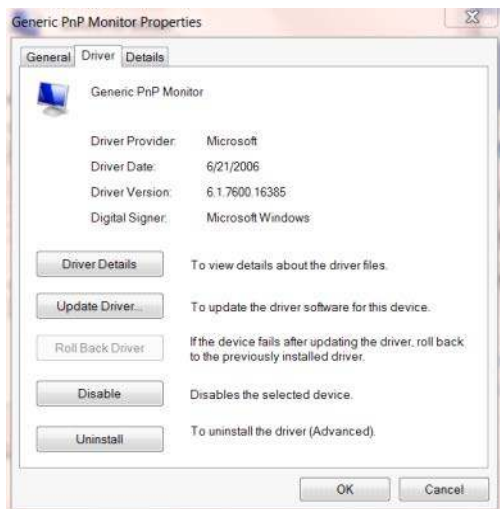 Generic PnP Monitor Properties
General Driver Details
Generic PnP Monitor
Driver Provider: Microsoft
Driver Date: 6/21/2006
Driver Version: 6.1.7600.16385
Digital Signer: Microsoft Windows
Driver Details To view details about the driver files.
Update Driver... To update the driver software for this device.
Roll Back Driver If the device fails after updating the driver, roll back
to the previously installed driver.
Disable Disables the selected device.
Uninstall To uninstall the driver (Advanced).
OK Cancel